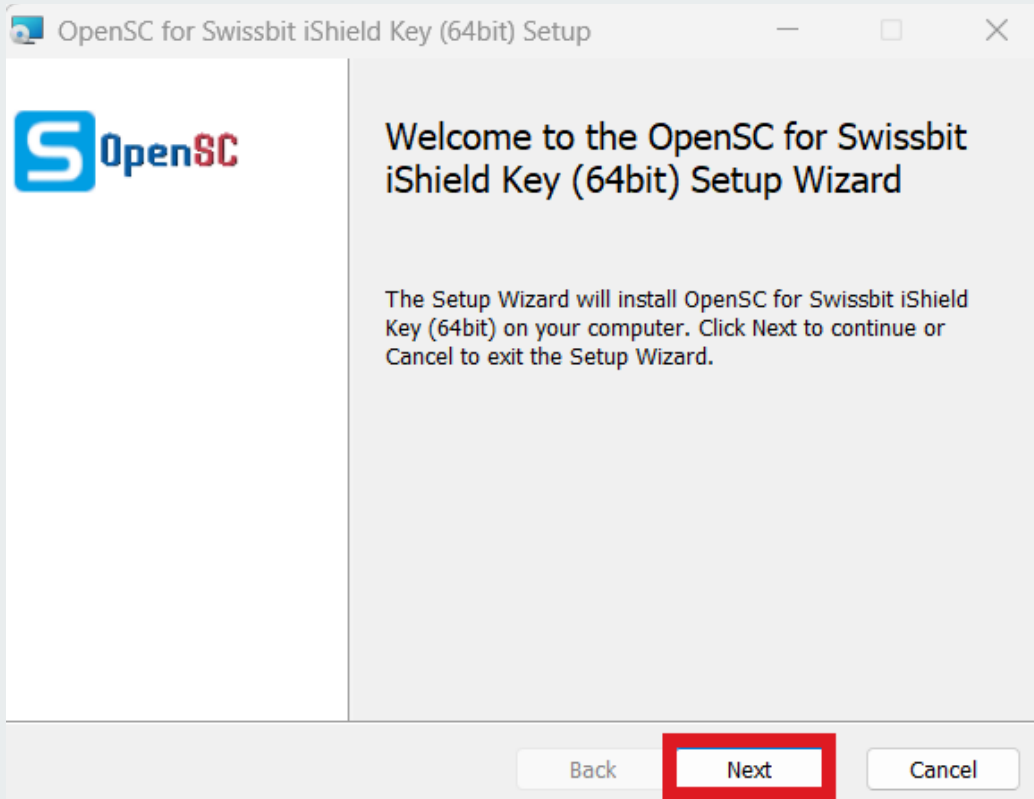 OpenSC for Swissbit iShield Key (64bit) Setup
S OpenSC
Welcome to the OpenSC for Swissbit
iShield Key (64bit) Setup Wizard
The Setup Wizard will install OpenSC for Swissbit iShield
Key (64bit) on your computer. Click Next to continue or
Cancel to exit the Setup Wizard.
Back Next Cancel